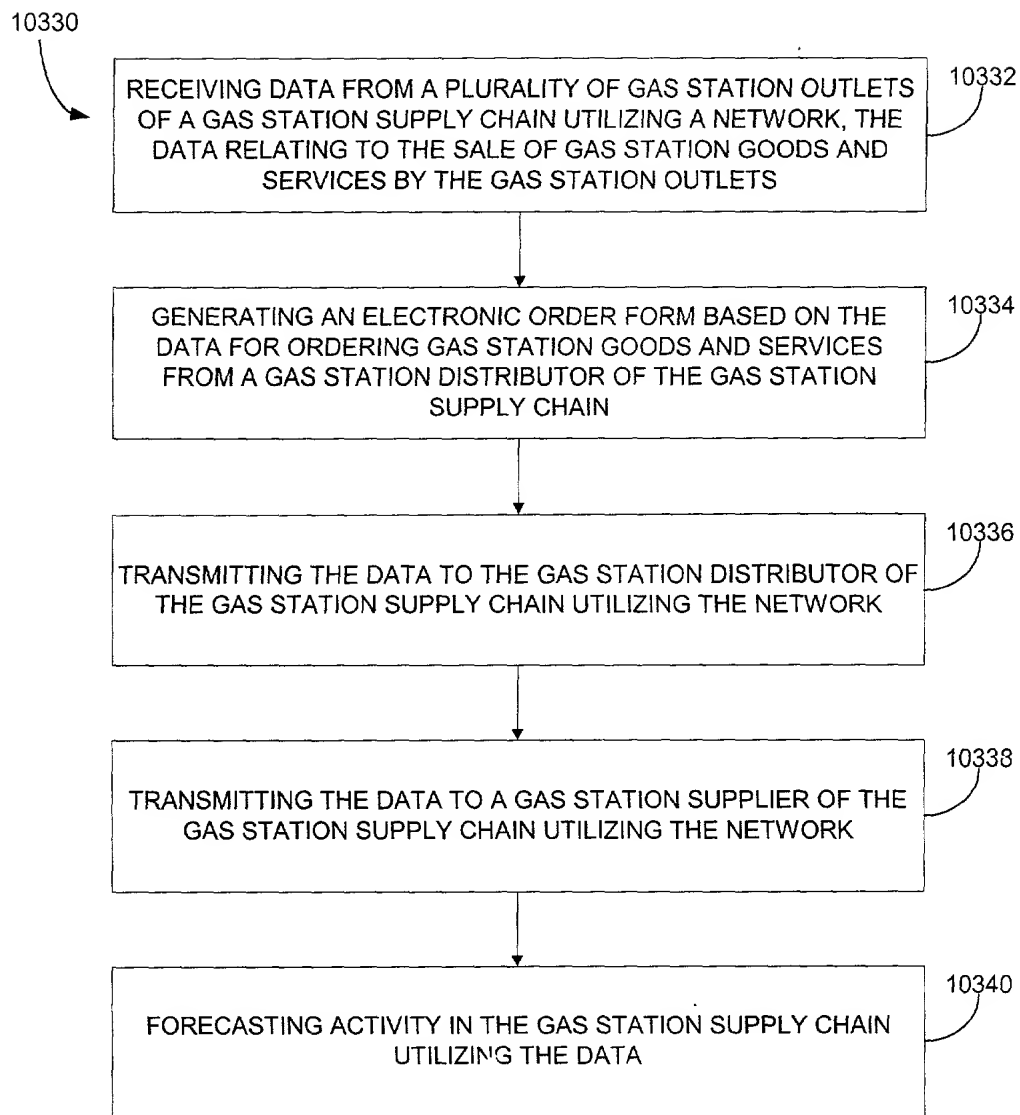 10330
10332
RECEIVING DATA FROM A PLURALITY OF GAS STATION OUTLETS
OF A GAS STATION SUPPLY CHAIN UTILIZING A NETWORK, THE
DATA RELATING TO THE SALE OF GAS STATION GOODS AND
SERVICES BY THE GAS STATION OUTLETS
10334
GENERATING AN ELECTRONIC ORDER FORM BASED ON THE
DATA FOR ORDERING GAS STATION GOODS AND SERVICES
FROM A GAS STATION DISTRIBUTOR OF THE GAS STATION
SUPPLY CHAIN
10336
TRANSMITTING THE DATA TO THE GAS STATION DISTRIBUTOR OF
THE GAS STATION SUPPLY CHAIN UTILIZING THE NETWORK
10338
TRANSMITTING THE DATA TO A GAS STATION SUPPLIER OF THE
GAS STATION SUPPLY CHAIN UTILIZING THE NETWORK
10340
FORECASTING ACTIVITY IN THE GAS STATION SUPPLY CHAIN
UTILIZING THE DATA